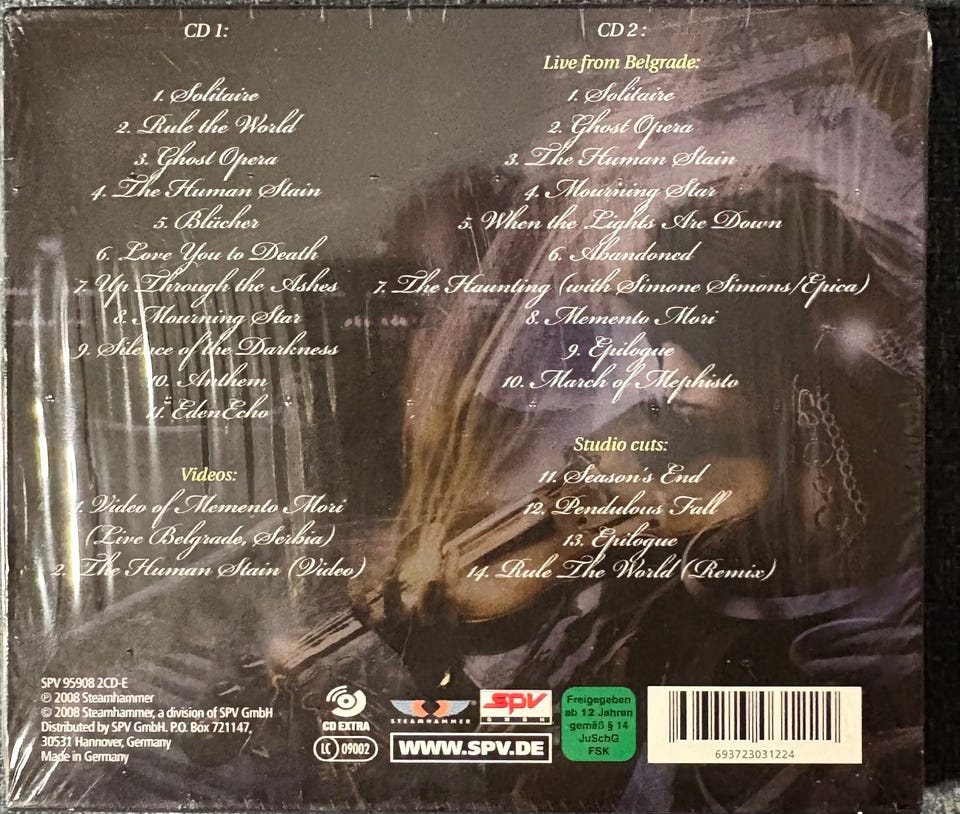 CD 1:
1. Solitaire
2. Rule the World
3. Ghost Opera
4. The Human Stain
5. Blücher
6. Love You to Death
7. Up Through the Ashes
8. Mourning Star
9. Silence of the Darkness
10. Anthem
11. EdenEcho
Videos:
1. Video of Memento Mori
(Live Belgrade, Serbia)
2. The Human Stain (Video)
CD 2:
Live from Belgrade:
1. Solitaire
2. Ghost Opera
3. The Human Stain
4. Mourning Star
5. When the Lights Are Down
6. Abandoned
7. The Haunting (with Simone Simons/Epica)
8. Memento Mori
9. Epilogue
10. March of Mephisto
Studio cuts:
11. Season's End
12. Pendulous Fall
13. Epilogue
14. Rule The World (Remix)
SPV 95908 2CD-E
℗ 2008 Steamhammer
© 2008 Steamhammer, a division of SPV GmbH
Distributed by SPV GmbH. P.O. Box 721147,
30531 Hannover, Germany
Made in Germany
CD EXTRA
LC 09002
STEAMHAMMER
SPV
GMBH
WWW.SPV.DE
Freigegeben
ab 12 Jahren
gemäß § 14
JuSchG
FSK
693723031224